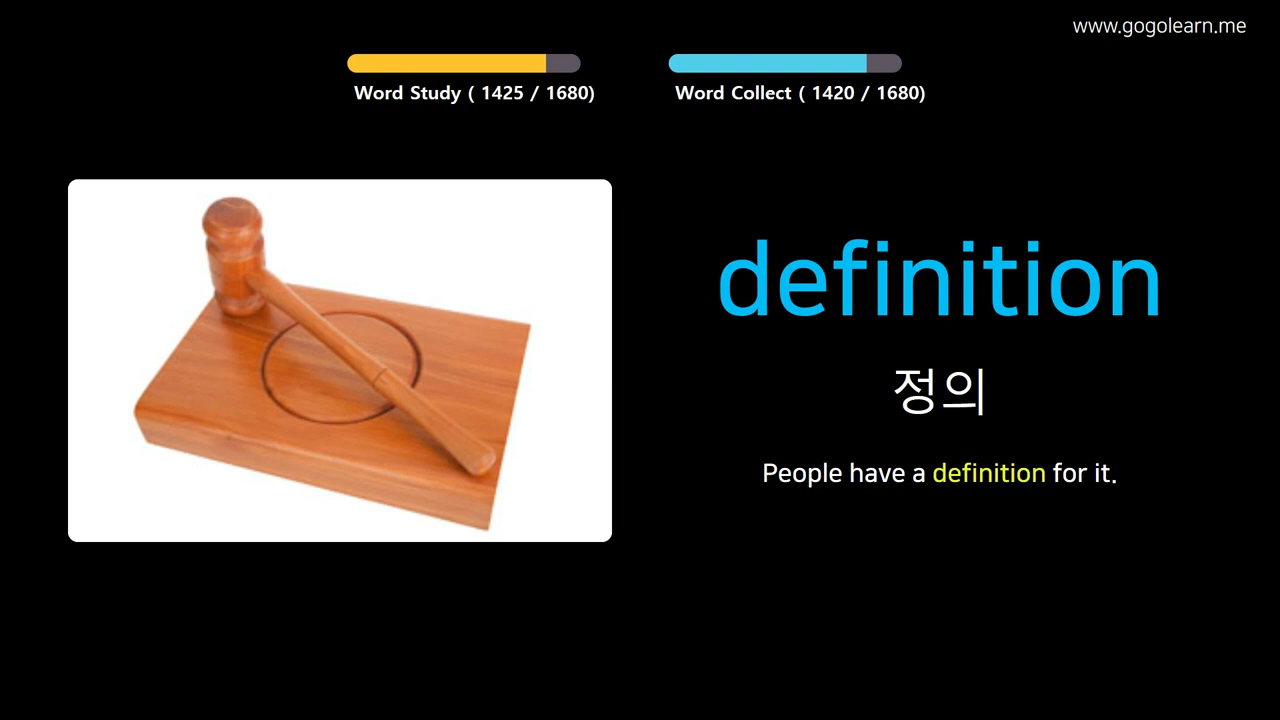 www.gogolearn.me
Word Study ( 1425 / 1680)
Word Collect ( 1420 / 1680)
definition
정의
People have a definition for it.